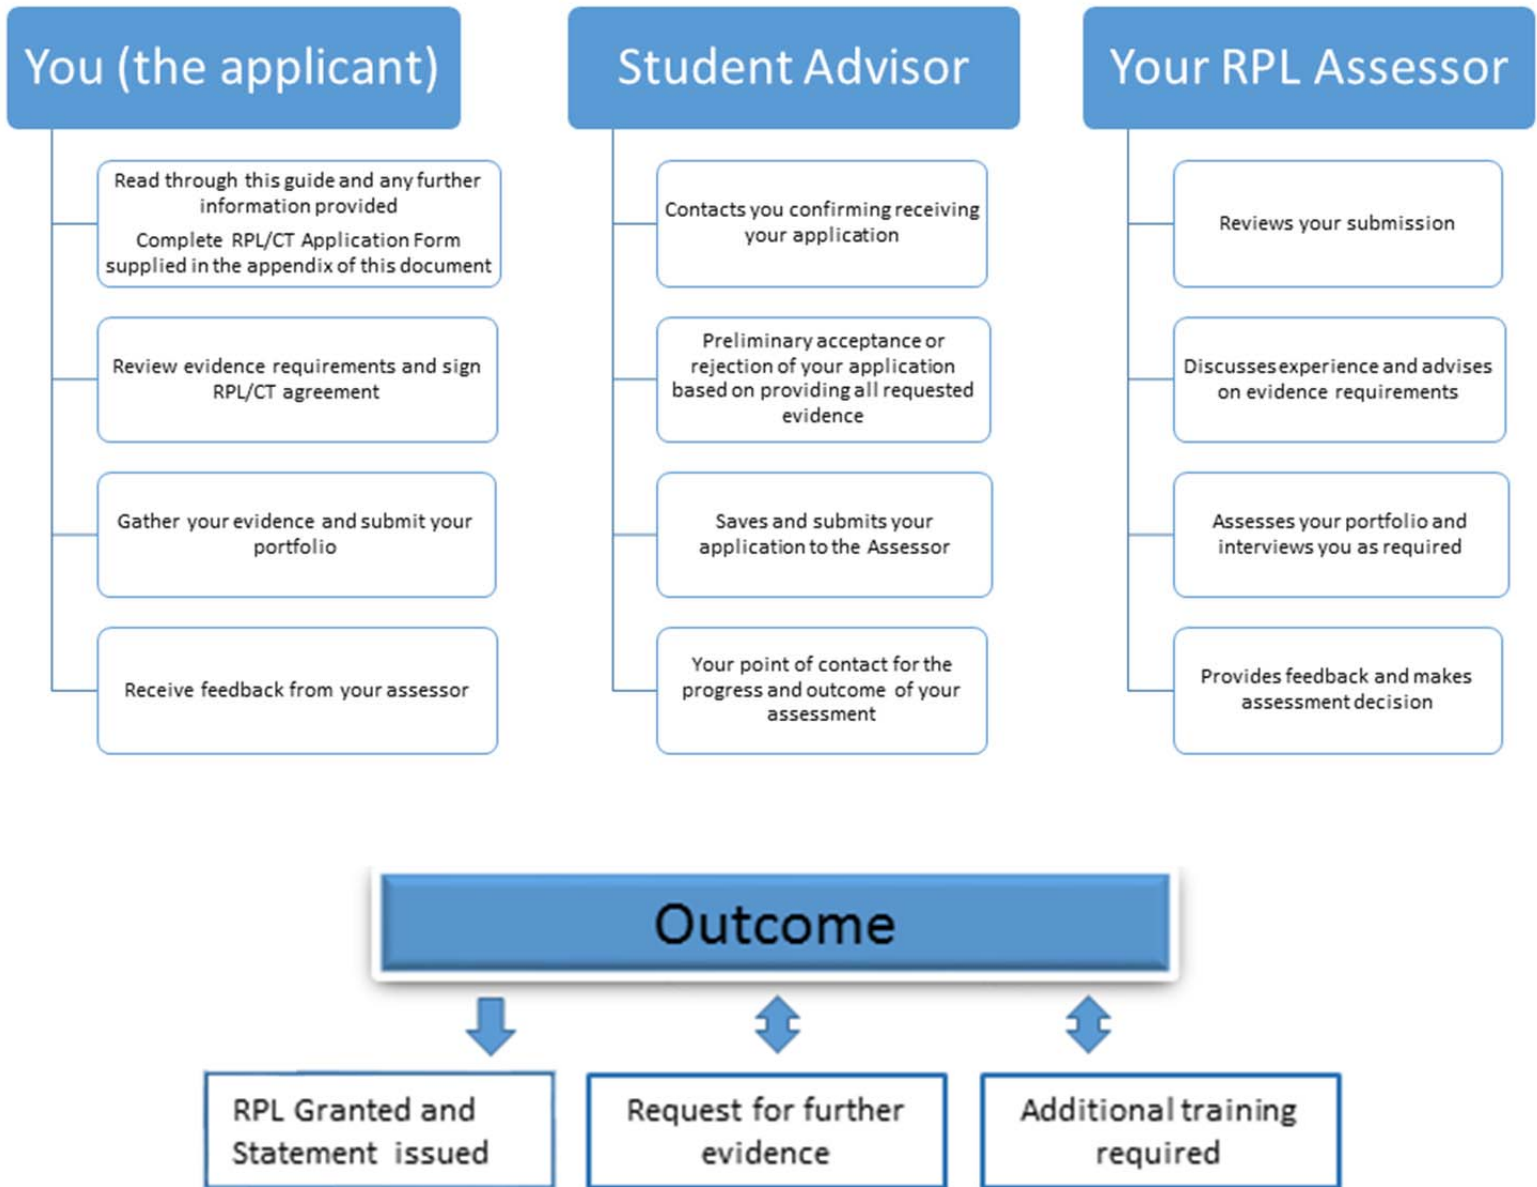 You (the applicant)
Read through this guide and any further
information provided
Complete RPL/CT Application Form
supplied in the appendix of this document
Review evidence requirements and sign
RPL/CT agreement
Gather your evidence and submit your
portfolio
Receive feedback from your assessor
Student Advisor
Contacts you confirming receiving
your application
Preliminary acceptance or
rejection of your application
based on providing all requested
evidence
Saves and submits your
application to the Assessor
Your point of contact for the
progress and outcome of your
assessment
Your RPL Assessor
Reviews your submission
Discusses experience and advises
on evidence requirements
Assesses your portfolio and
interviews you as required
Provides feedback and makes
assessment decision
Outcome
RPL Granted and
Statement issued
Request for further
evidence
Additional training
required